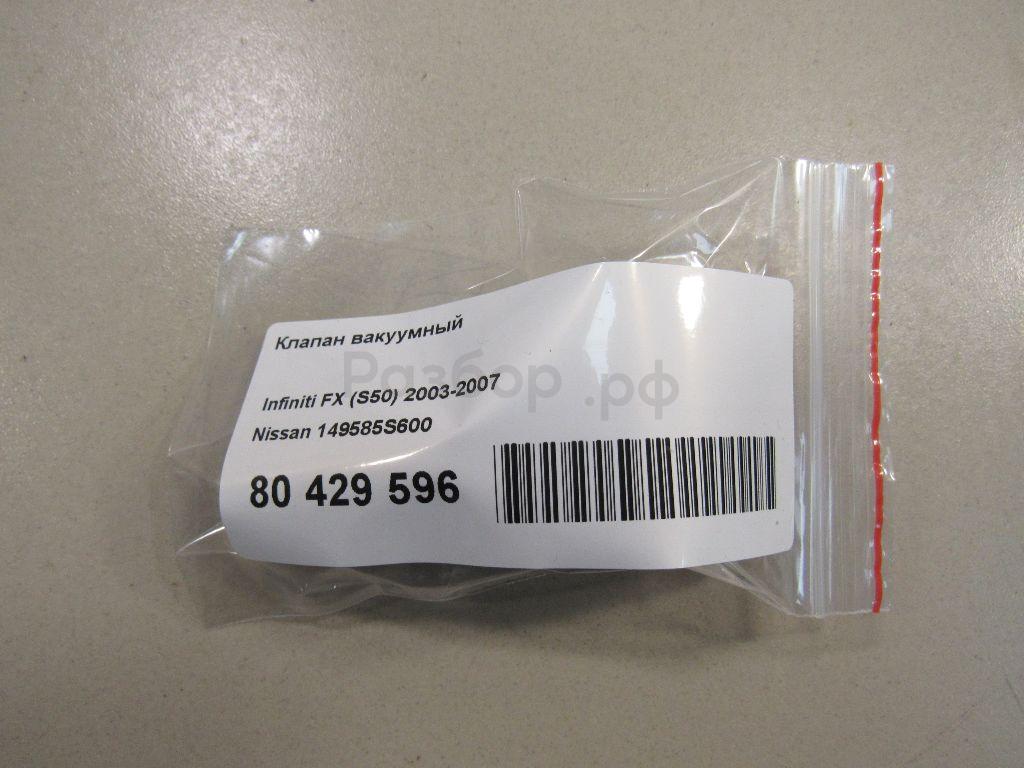 Клапан вакуумный
Разбор.рф
Infiniti FX (S50) 2003-2007
Nissan 149585S600
80 429 596